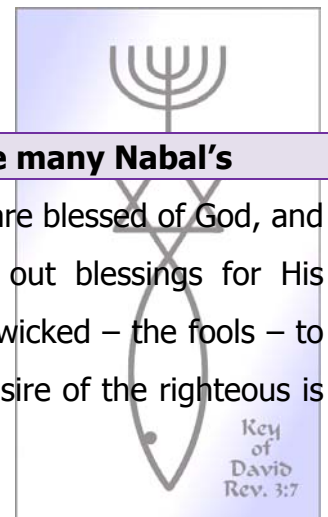 e many Nabal's
are blessed of God, and
out blessings for His
wicked – the fools – to
sire of the righteous is
Key
of
David
Rev. 3:7